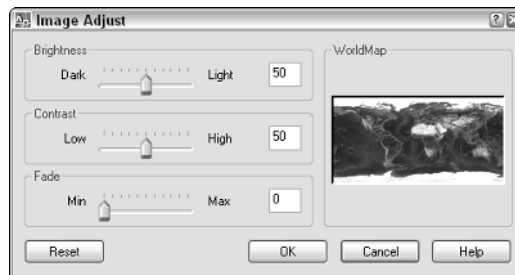 Image Adjust
Brightness
Dark Light 50
Contrast
Low High 50
Fade
Min Max 0
WorldMap
Reset OK Cancel Help